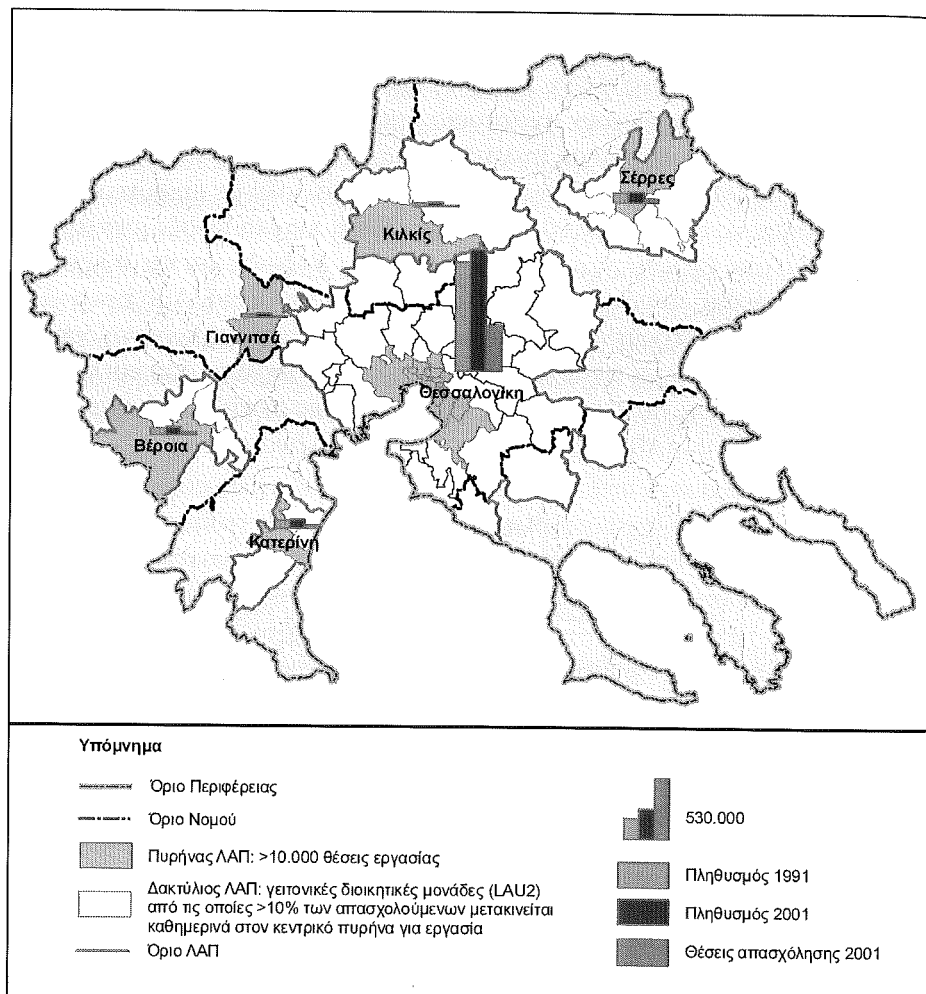 Σέρρες
Κιλκίς
Γιαννιτσά
Θεσσαλογίκη
Βέροια
Κατερίνη
Υπόμνημα
Όριο Περιφέρειας
Όριο Νομού
Πυρήνας ΛΑΠ: >10.000 θέσεις εργασίας
Δακτύλιος ΛΑΠ: γειτονικές διοικητικές μονάδες (LAU2)
από τις οποίες >10% των απασχολούμενων μετακινείται
καθημερινά στον κεντρικό πυρήνα για εργασία
Όριο ΛΑΠ
530.000
Πληθυσμός 1991
Πληθυσμός 2001
Θέσεις απασχόλησης 2001